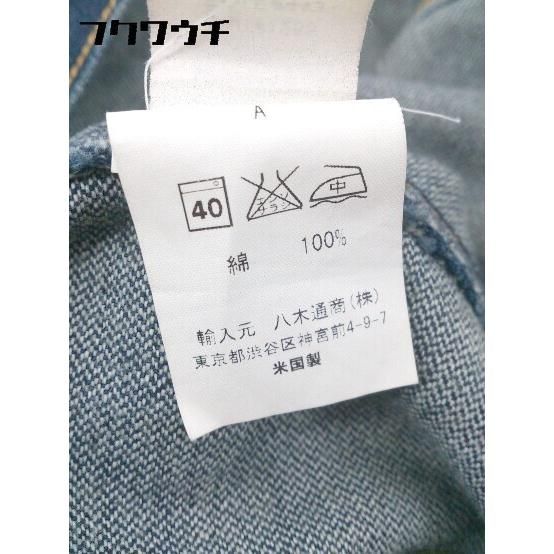 フクワウチ
A
40
エンソ
サラシ
中
綿 100%
輸入元 八木通商(株)
東京都渋谷区神宮前4-9-7
米国製